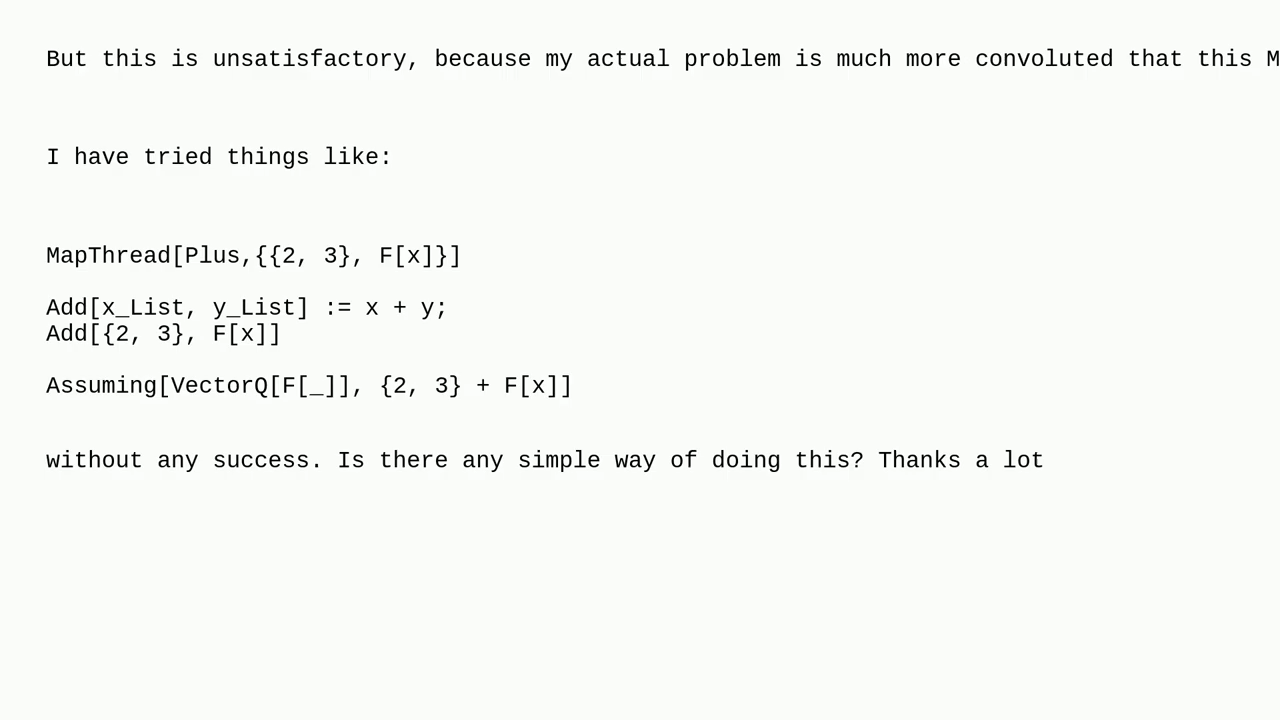 But this is unsatisfactory, because my actual problem is much more convoluted that this M
I have tried things like:
MapThread[Plus,{{2, 3}, F[x]}]
Add[x_List, y_List] := x + y;
Add[{2, 3}, F[x]]
Assuming[VectorQ[F[_]], {2, 3} + F[x]]
without any success. Is there any simple way of doing this? Thanks a lot